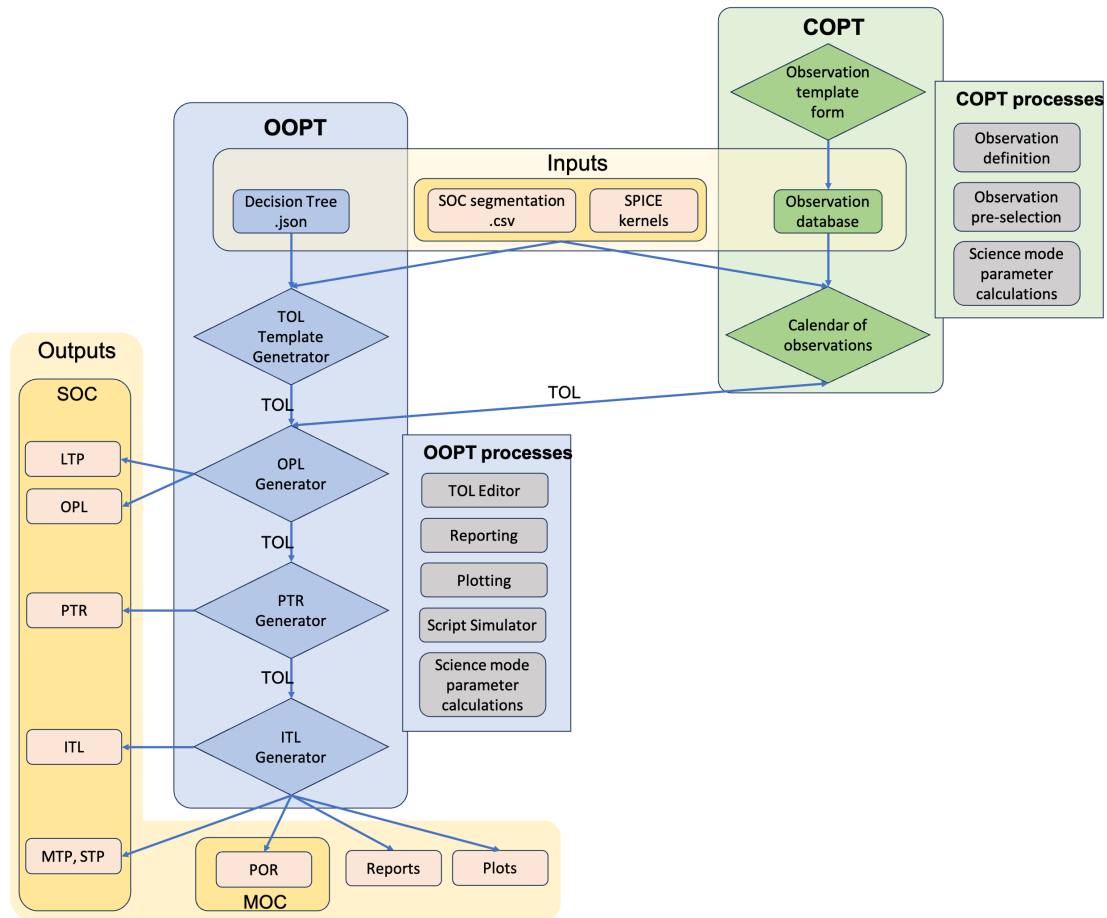 COPT
Observation
template
form
COPT processes
Observation
definition
Observation
pre-selection
Science mode
parameter
calculations
OOPT
Inputs
Decision Tree
.json
SOC segmentation
.csv
SPICE
kernels
Observation
database
TOL
Template
Genetrator
Calendar of
observations
Outputs
SOC
TOL
TOL
LTP
OPL
OPL
Generator
OOPT processes
TOL Editor
Reporting
Plotting
Script Simulator
Science mode
parameter
calculations
TOL
PTR
PTR
Generator
TOL
ITL
ITL
Generator
MTP, STP
POR
MOC
Reports
Plots